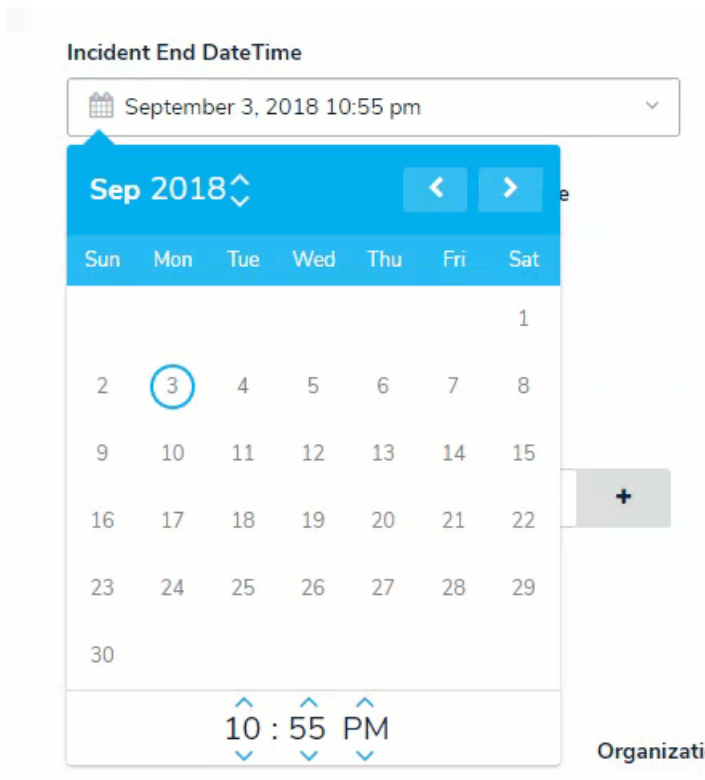 Incident End DateTime
September 3, 2018 10:55 pm
Sep 2018
e
Sun Mon Tue Wed Thu Fri Sat
1
2 3 4 5 6 7 8
9 10 11 12 13 14 15
+
16 17 18 19 20 21 22
23 24 25 26 27 28 29
30
10 : 55 PM
Organizati